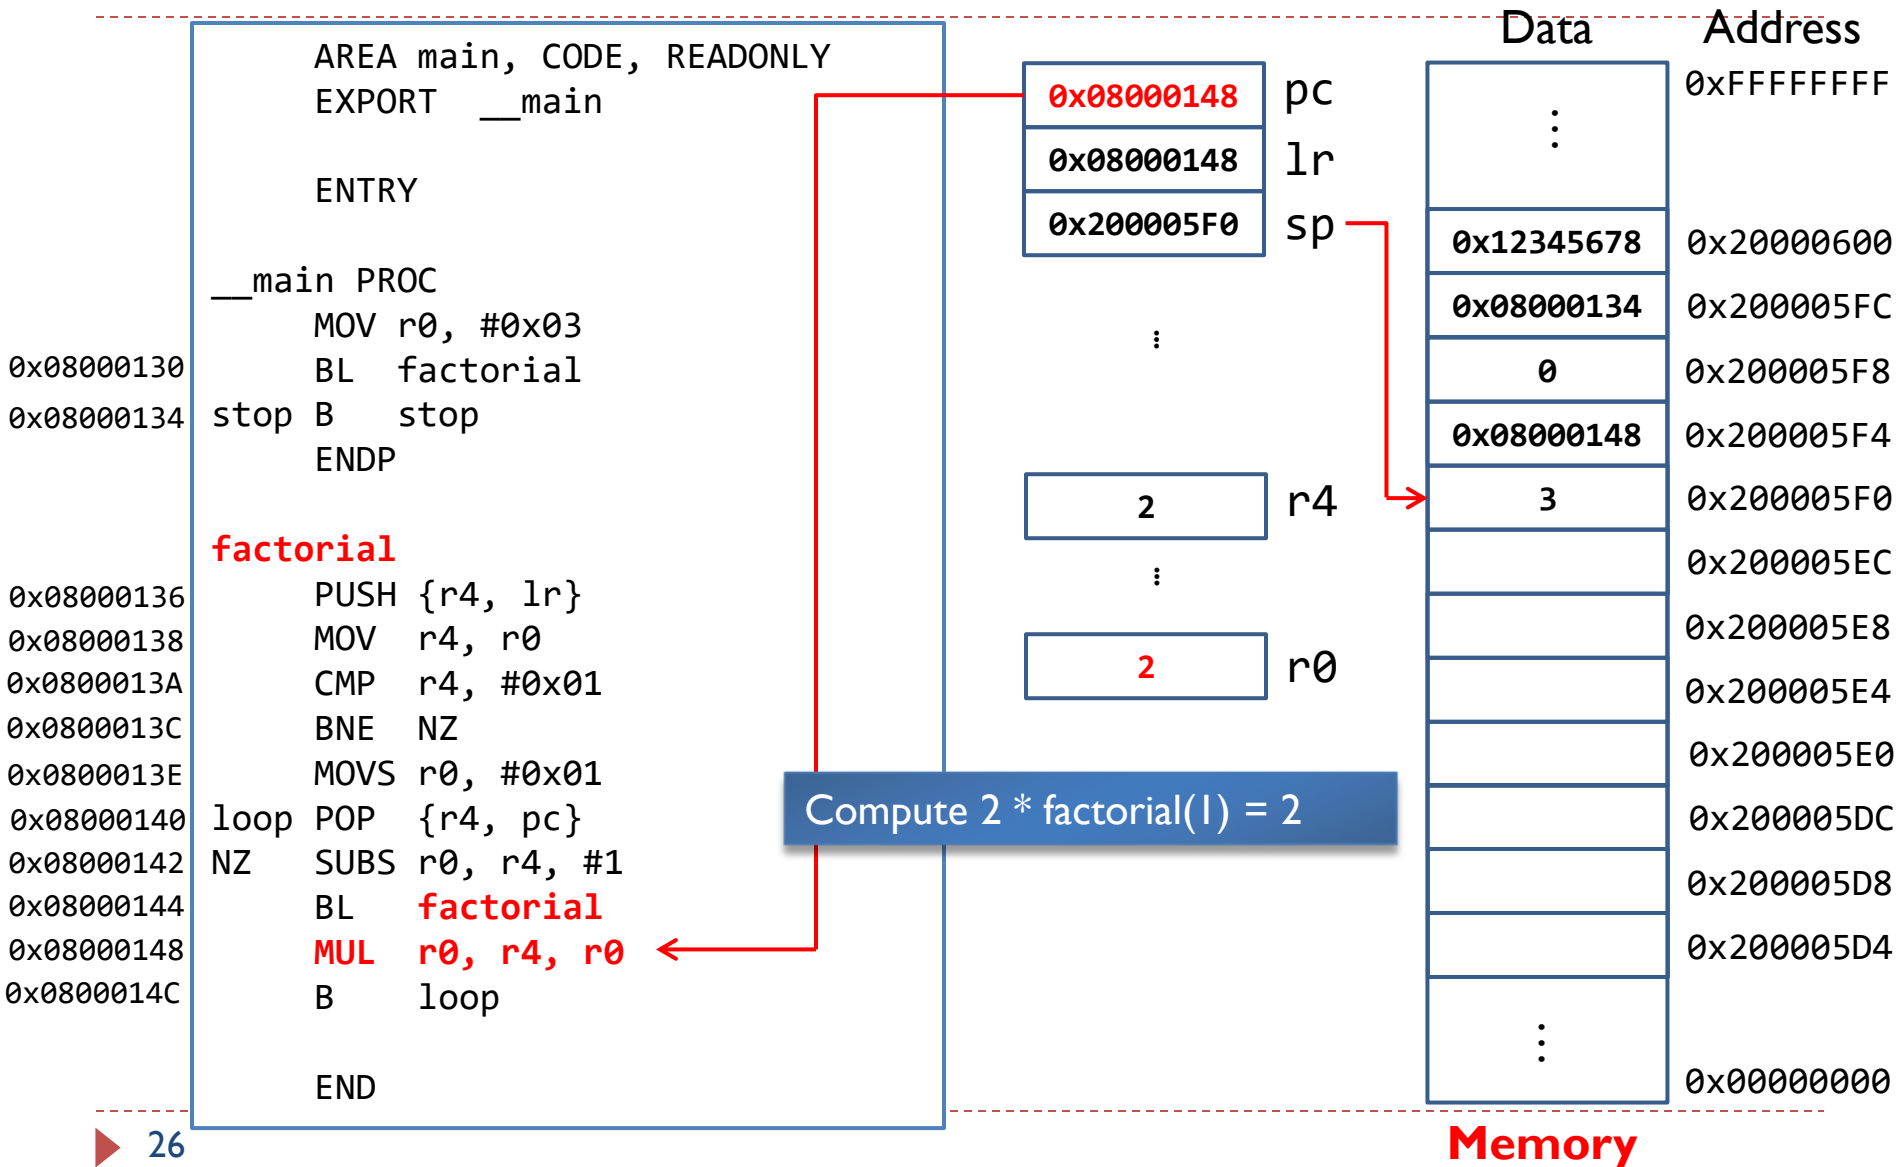 AREA main, CODE, READONLY
EXPORT __main
ENTRY
__main PROC
MOV r0, #0x03
0x08000130 BL factorial
0x08000134 stop B stop
ENDP
factorial
0x08000136 PUSH {r4, lr}
0x08000138 MOV r4, r0
0x0800013A CMP r4, #0x01
0x0800013C BNE NZ
0x0800013E MOVS r0, #0x01
0x08000140 loop POP {r4, pc}
0x08000142 NZ SUBS r0, r4, #1
0x08000144 BL factorial
0x08000148 MUL r0, r4, r0
0x0800014C B loop
END
0x08000148 pc
0x08000148 lr
0x200005F0 sp
⋮
2 r4
⋮
2 r0
Compute 2 * factorial(1) = 2
Data Address
0xFFFFFFFF
⋮
0x12345678 0x20000600
0x08000134 0x200005FC
0 0x200005F8
0x08000148 0x200005F4
3 0x200005F0
0x200005EC
0x200005E8
0x200005E4
0x200005E0
0x200005DC
0x200005D8
0x200005D4
⋮
0x00000000
Memory
26